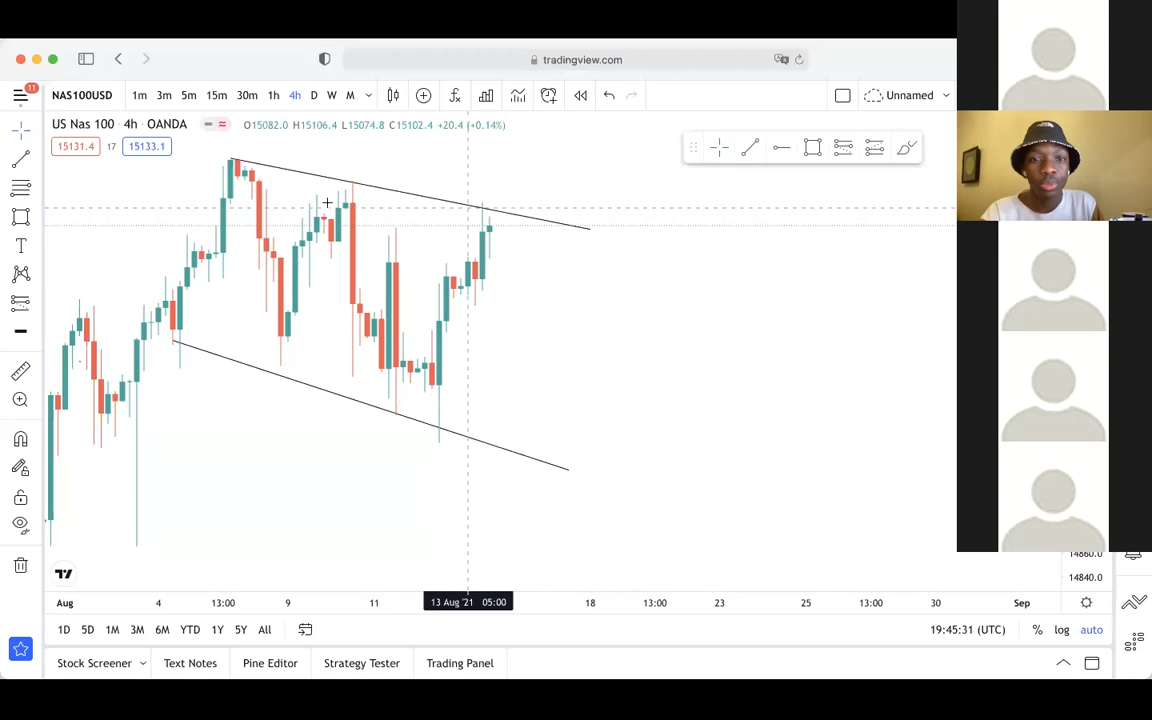 tradingview.com
11
NAS100USD 1m 3m 5m 15m 30m 1h 4h D W M Unnamed
US Nas 100 · 4h · OANDA O15082.0 H15106.4 L15074.8 C15102.4 +20.4 (+0.14%)
15131.4 17 15133.1
14860.0
14840.0
Aug 4 13:00 9 11 13 Aug '21 05:00 18 13:00 23 25 13:00 30 Sep
1D 5D 1M 3M 6M YTD 1Y 5Y All 19:45:31 (UTC) % log auto
Stock Screener Text Notes Pine Editor Strategy Tester Trading Panel